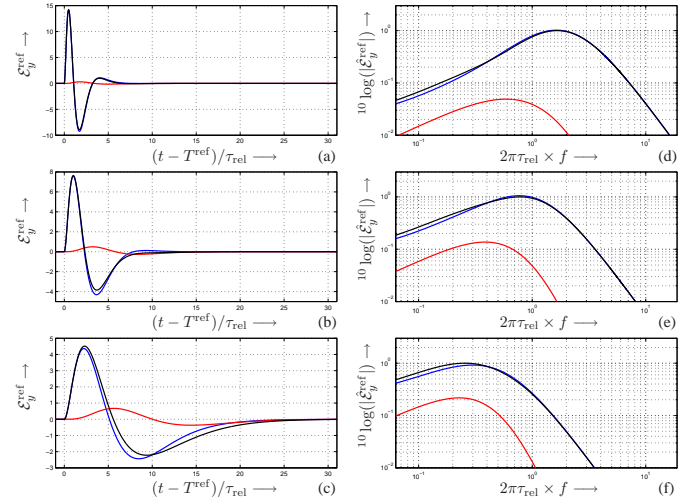 15
10
5
0
-5
-10
0 5 10 15 20 25 30
ℰ_y^ref →
(t − T^ref)/τ_rel → (a)
10^0
10^-1
10^-2
10^-1 10^0 10^1
^10 log(|ℰ̂_y^ref|) →
2πτ_rel × f → (d)
8
6
4
2
0
-2
-4
0 5 10 15 20 25 30
ℰ_y^ref →
(t − T^ref)/τ_rel → (b)
10^0
10^-1
10^-2
10^-1 10^0 10^1
^10 log(|ℰ̂_y^ref|) →
2πτ_rel × f → (e)
5
4
3
2
1
0
-1
-2
-3
0 5 10 15 20 25 30
ℰ_y^ref →
(t − T^ref)/τ_rel → (c)
10^0
10^-1
10^-2
10^-1 10^0 10^1
^10 log(|ℰ̂_y^ref|) →
2πτ_rel × f → (f)